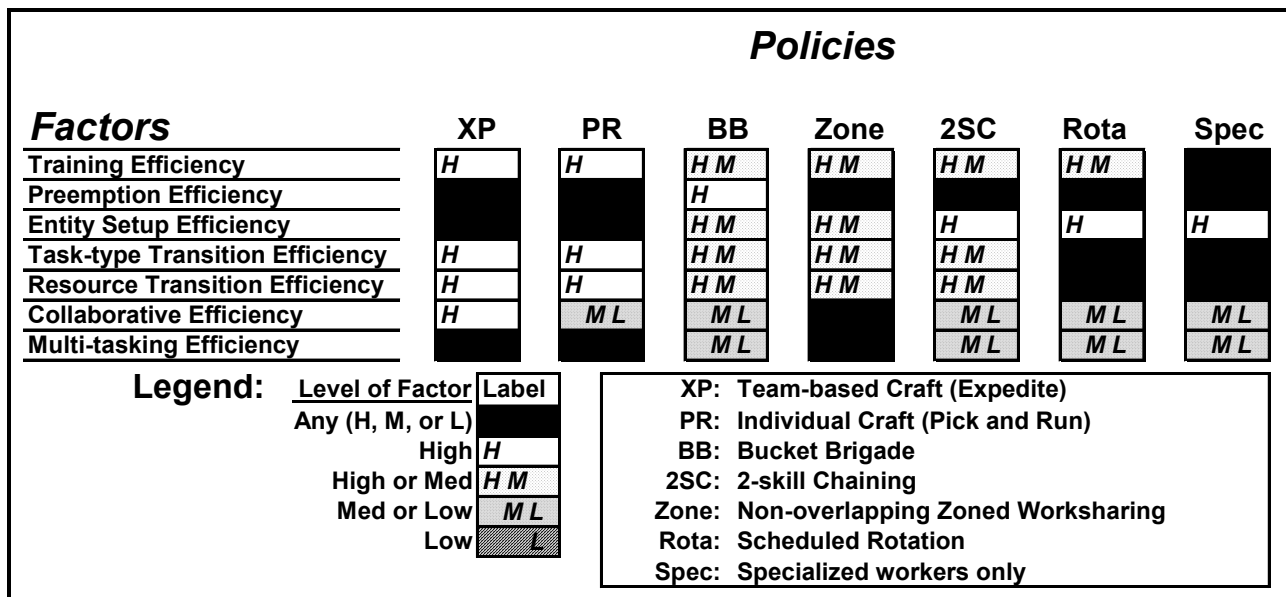 Policies
Factors XP PR BB Zone 2SC Rota Spec
Training Efficiency H H H M H M H M H M
Preemption Efficiency H
Entity Setup Efficiency H M H M H H H
Task-type Transition Efficiency H H H M H M H M
Resource Transition Efficiency H H H M H M H M
Collaborative Efficiency H M L M L M L M L M L
Multi-tasking Efficiency M L M L M L M L
Legend: Level of Factor Label
Any (H, M, or L)
High H
High or Med H M
Med or Low M L
Low L
XP: Team-based Craft (Expedite)
PR: Individual Craft (Pick and Run)
BB: Bucket Brigade
2SC: 2-skill Chaining
Zone: Non-overlapping Zoned Worksharing
Rota: Scheduled Rotation
Spec: Specialized workers only